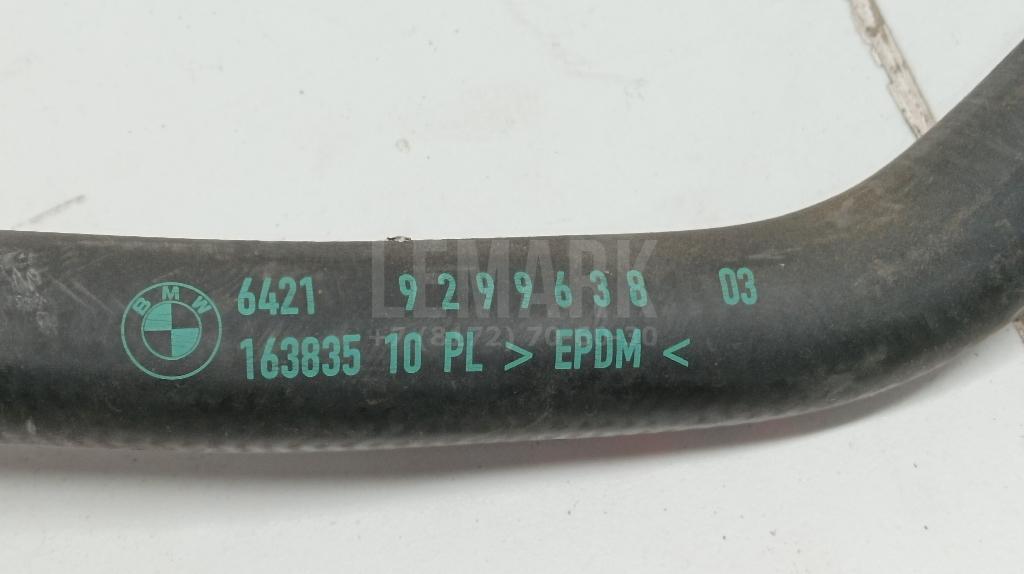 BMW
6421 9299638 03
163835 10 PL > EPDM <
LEMARK